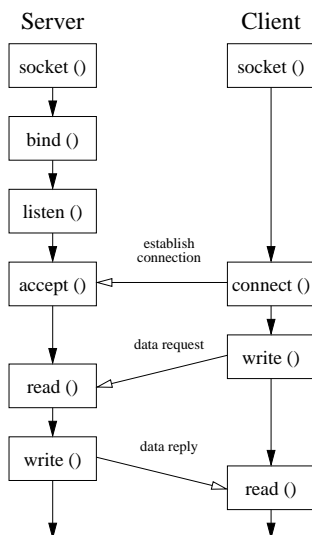 Server
Client
socket ()
socket ()
bind ()
listen ()
establish
connection
accept ()
connect ()
data request
write ()
read ()
write ()
data reply
read ()